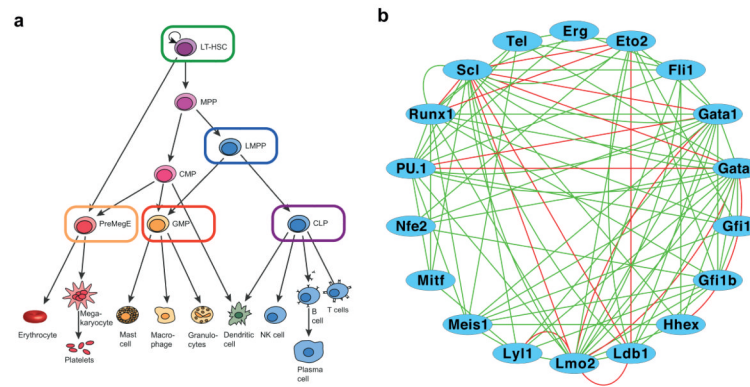 a
LT-HSC
MPP
LMPP
CMP
PreMegE
GMP
CLP
Erythrocyte
Mega-
karyocyte
Platelets
Mast
cell
Macro-
phage
Granulo-
cytes
Dendritic
cell
NK cell
B
cell
T cells
Plasma
cell
b
Erg
Tel
Eto2
Scl
Fli1
Runx1
Gata1
PU.1
Gata
Nfe2
Gfi1
Mitf
Gfi1b
Meis1
Hhex
Lyl1
Lmo2
Ldb1